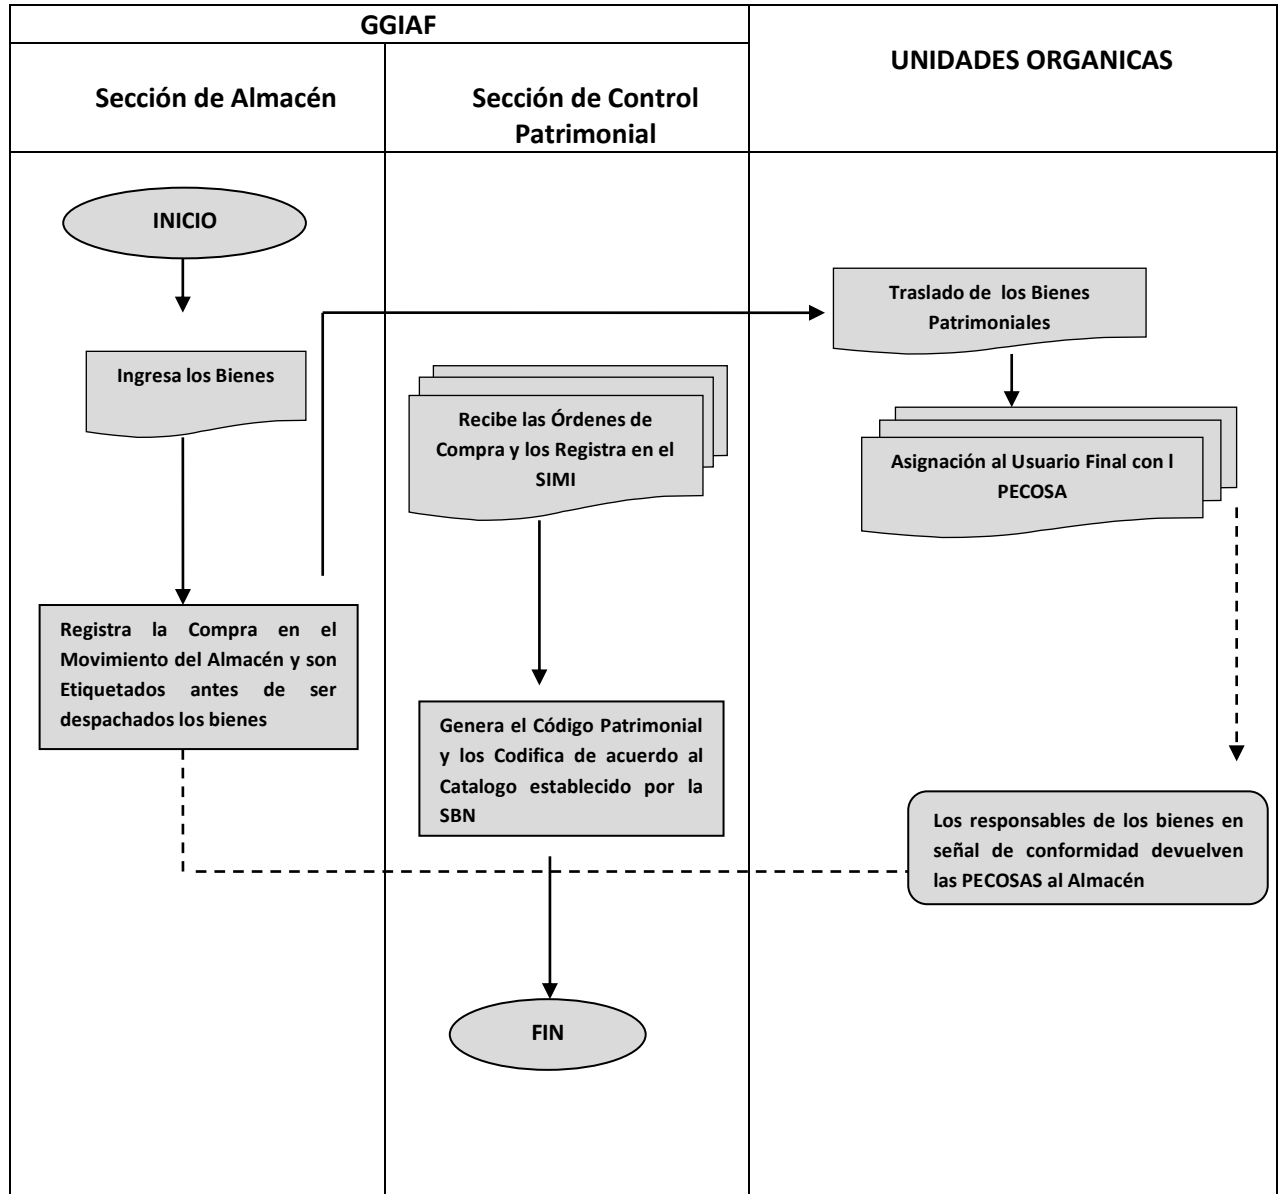 GGIAF
UNIDADES ORGANICAS
Sección de Almacén
Sección de Control
Patrimonial
INICIO
Ingresa los Bienes
Registra la Compra en el
Movimiento del Almacén y son
Etiquetados antes de ser
despachados los bienes
Recibe las Órdenes de
Compra y los Registra en el
SIMI
Genera el Código Patrimonial
y los Codifica de acuerdo al
Catalogo establecido por la
SBN
FIN
Traslado de los Bienes
Patrimoniales
Asignación al Usuario Final con l
PECOSA
Los responsables de los bienes en
señal de conformidad devuelven
las PECOSAS al Almacén